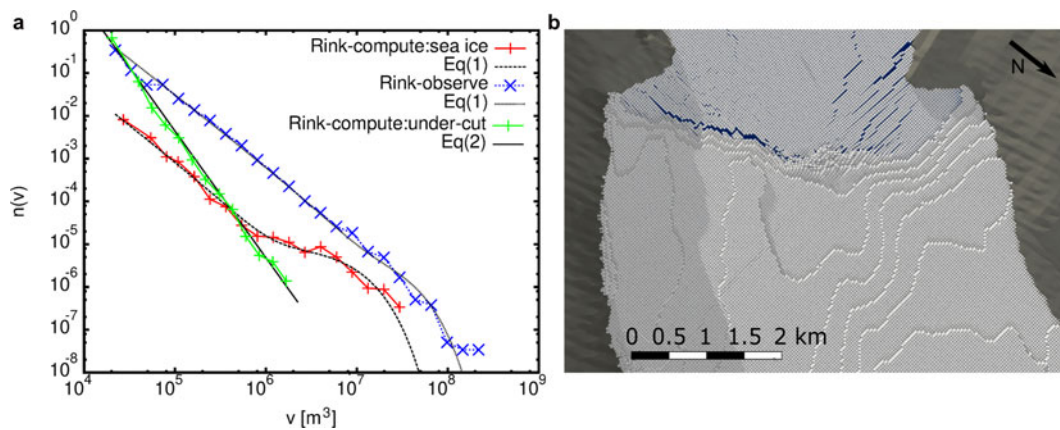 a
10^0
10^-1
10^-2
10^-3
10^-4
10^-5
10^-6
10^-7
10^-8
n(v)
10^4 10^5 10^6 10^7 10^8 10^9
v [m^3]
Rink-compute:sea ice
Eq(1)
Rink-observe
Eq(1)
Rink-compute:under-cut
Eq(2)
b
N
0 0.5 1 1.5 2 km